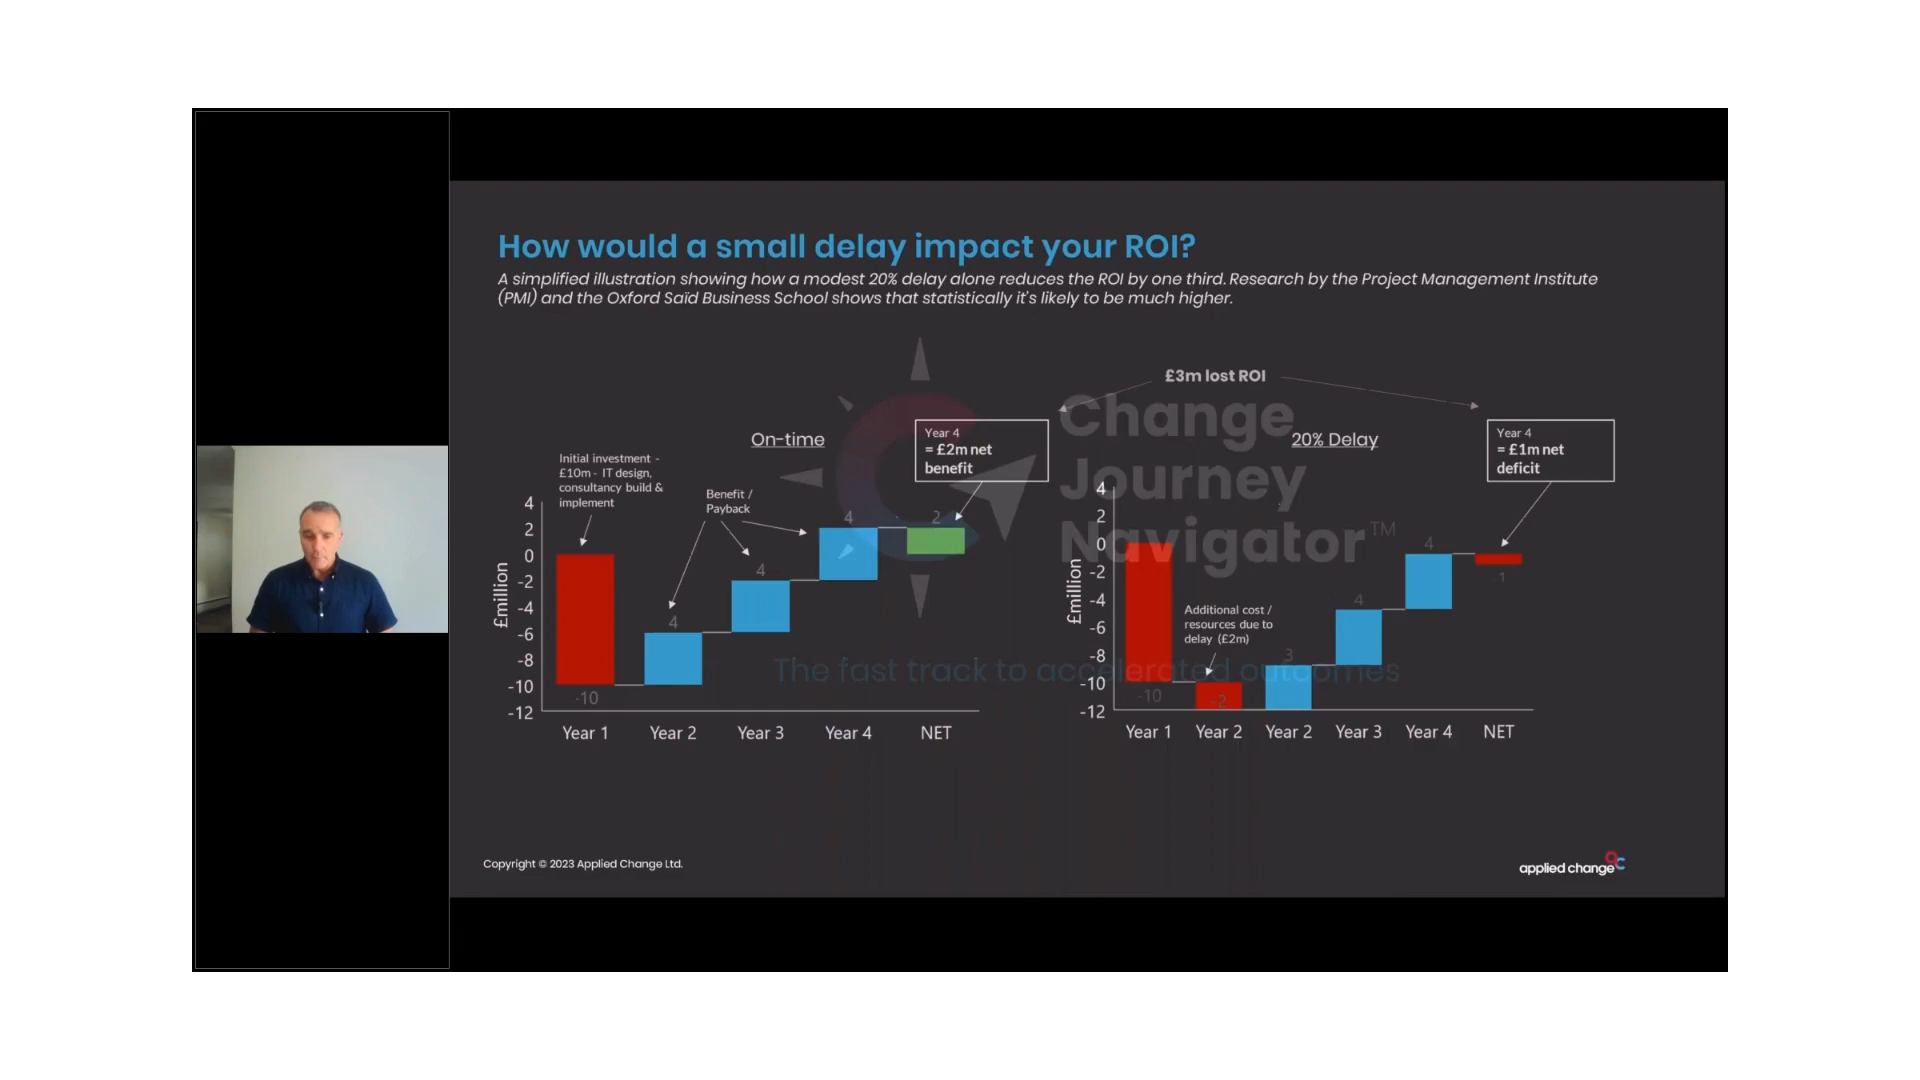 How would a small delay impact your ROI?
A simplified illustration showing how a modest 20% delay alone reduces the ROI by one third. Research by the Project Management Institute
(PMI) and the Oxford Saïd Business School shows that statistically it's likely to be much higher.
£3m lost ROI
Change
Journey
Navigator™
The fast track to accelerated outcomes
On-time
Year 4
= £2m net
benefit
Initial investment -
£10m - IT design,
consultancy build &
implement
Benefit /
Payback
£million
4
2
0
-2
-4
-6
-8
-10
-12
-10
4
4
4
2
Year 1
Year 2
Year 3
Year 4
NET
20% Delay
Year 4
= £1m net
deficit
Additional cost /
resources due to
delay (£2m)
£million
4
2
0
-2
-4
-6
-8
-10
-12
-10
-2
3
4
4
1
Year 1
Year 2
Year 2
Year 3
Year 4
NET
Copyright © 2023 Applied Change Ltd.
applied change